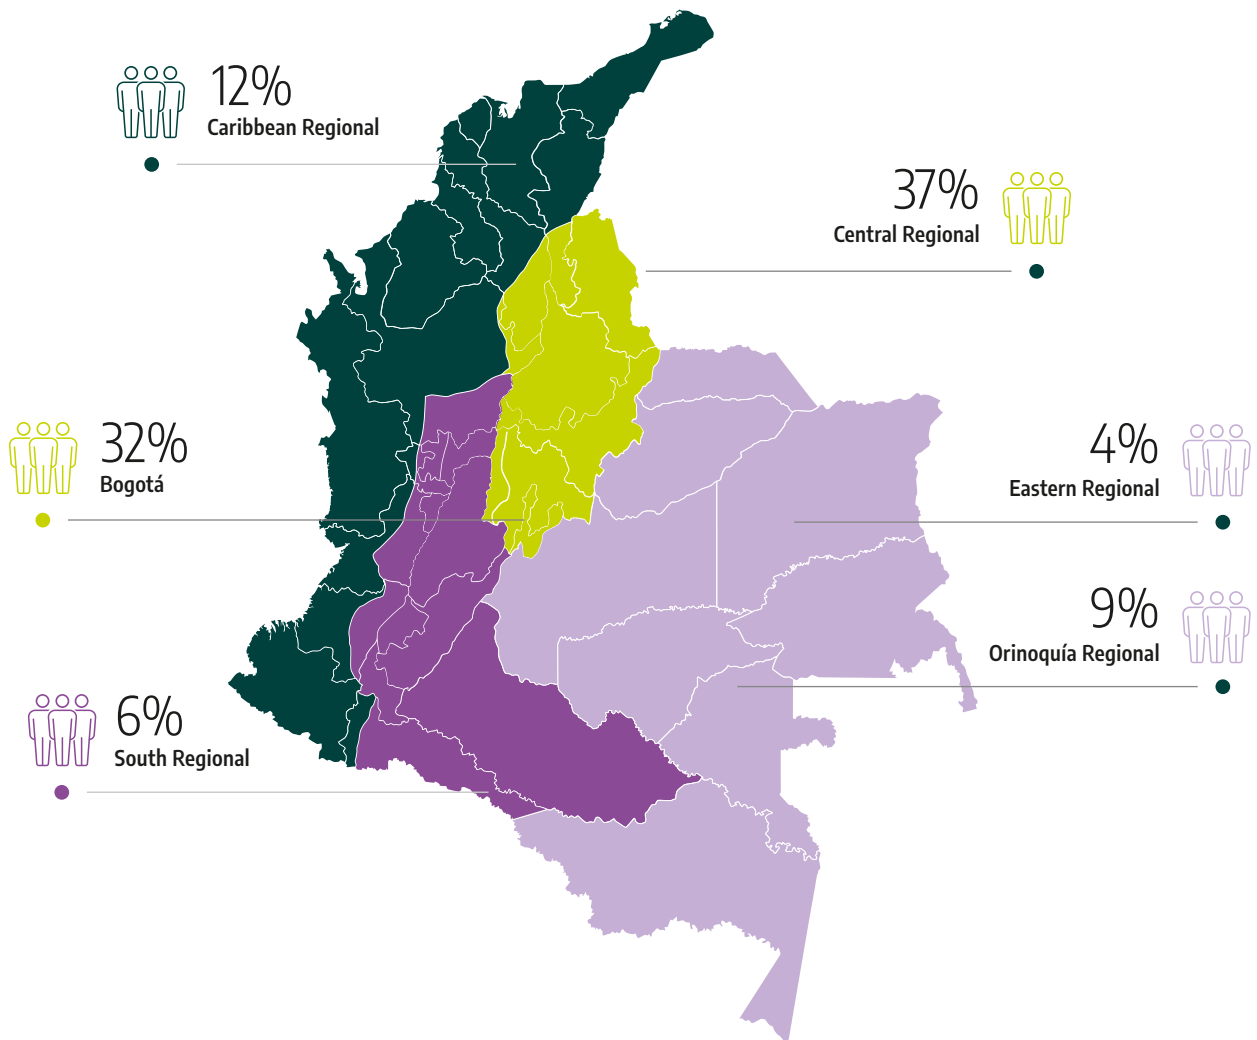 12%
Caribbean Regional
37%
Central Regional
32%
Bogotá
4%
Eastern Regional
9%
Orinoquía Regional
6%
South Regional